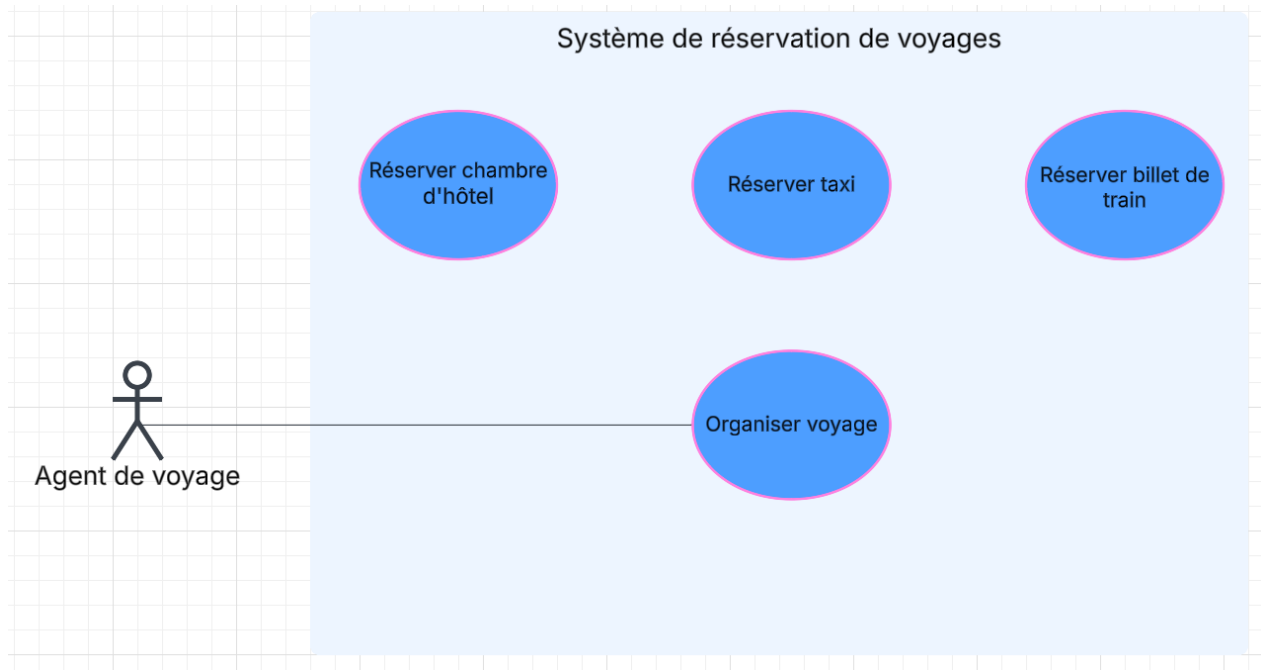 Système de réservation de voyages
Réserver chambre
d'hôtel
Réserver taxi
Réserver billet de
train
Organiser voyage
Agent de voyage